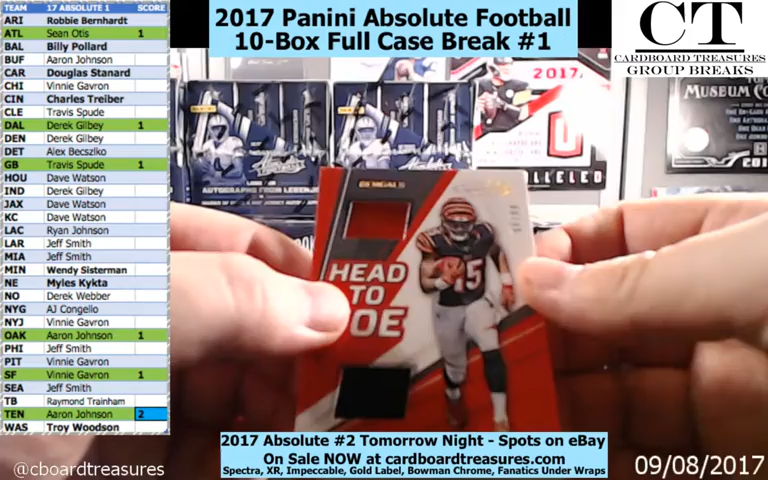 TEAM 17 ABSOLUTE 1 SCORE
ARI Robbie Bernhardt
ATL Sean Otis 1
BAL Billy Pollard
BUF Aaron Johnson
CAR Douglas Stanard
CHI Vinnie Gavron
CIN Charles Treiber
CLE Travis Spude
DAL Derek Gilbey 1
DEN Derek Gilbey
DET Alex Becszlko
GB Travis Spude 1
HOU Dave Watson
IND Derek Gilbey
JAX Dave Watson
KC Dave Watson
LAC Ryan Johnson
LAR Jeff Smith
MIA Jeff Smith
MIN Wendy Sisterman
NE Myles Kykta
NO Derek Webber
NYG AJ Congello
NYJ Vinnie Gavron
OAK Aaron Johnson 1
PHI Jeff Smith
PIT Vinnie Gavron
SF Vinnie Gavron 1
SEA Jeff Smith
TB Raymond Trainham
TEN Aaron Johnson 2
WAS Troy Woodson
2017 Panini Absolute Football
10-Box Full Case Break #1
CT
CARDBOARD TREASURES
GROUP BREAKS
2017
MUSEUM CO
AUTOGRAPHS FROM LEGEN
BENGALS
HEAD
TO
TOE
2017 Absolute #2 Tomorrow Night - Spots on eBay
On Sale NOW at cardboardtreasures.com
Spectra, XR, Impeccable, Gold Label, Bowman Chrome, Fanatics Under Wraps
@cboardtreasures
09/08/2017